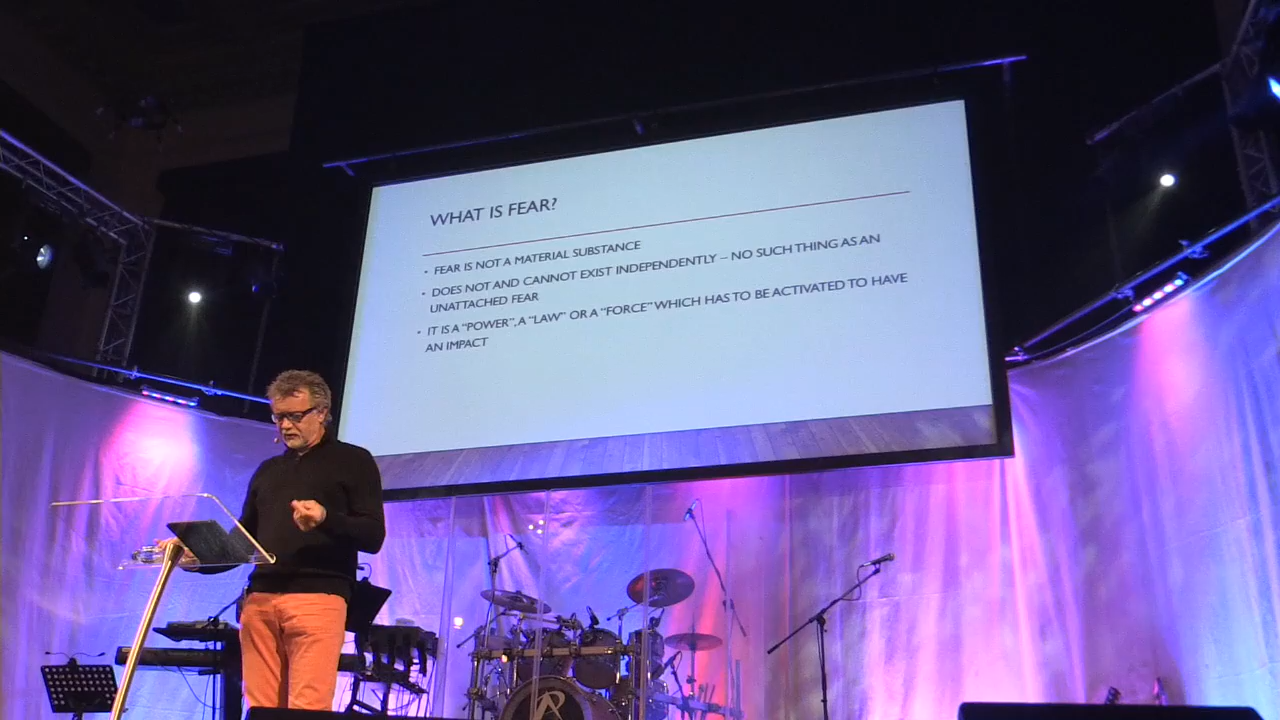 WHAT IS FEAR?
• FEAR IS NOT A MATERIAL SUBSTANCE
• DOES NOT AND CANNOT EXIST INDEPENDENTLY – NO SUCH THING AS AN
UNATTACHED FEAR
• IT IS A “POWER”, A “LAW” OR A “FORCE” WHICH HAS TO BE ACTIVATED TO HAVE
AN IMPACT
R